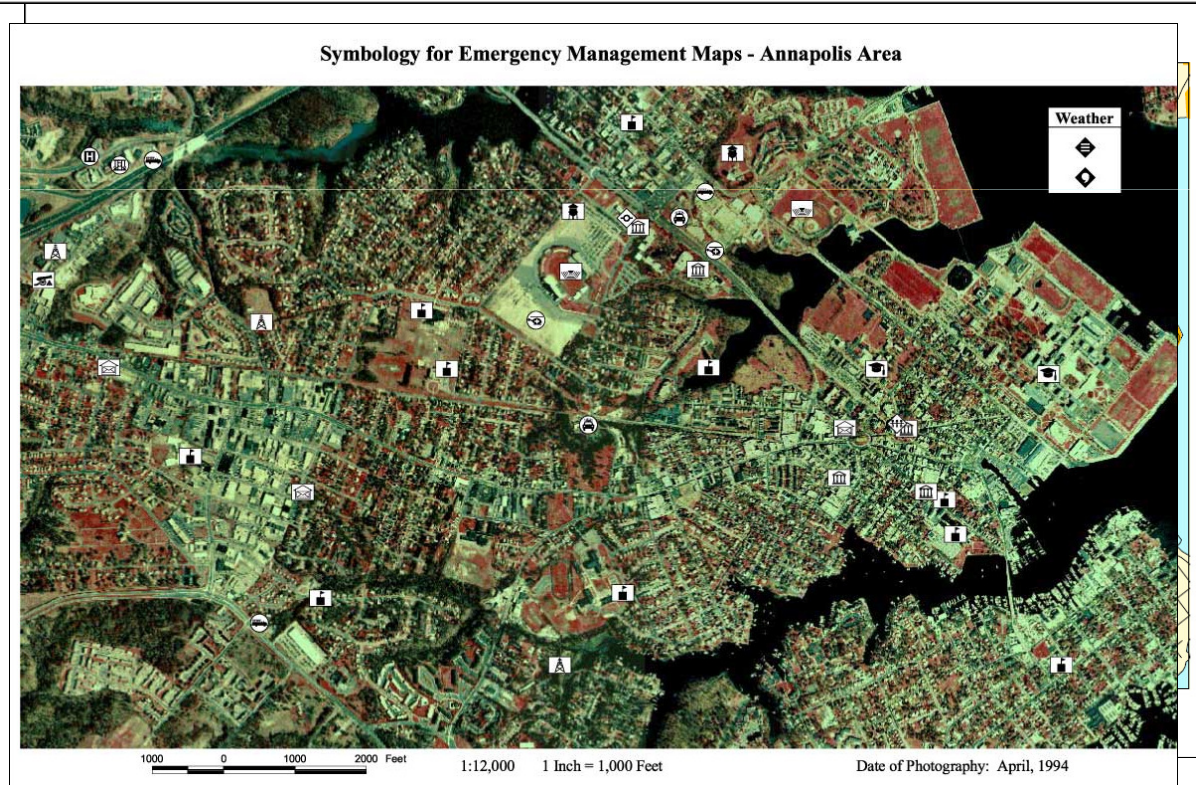 Symbology for Emergency Management Maps - Annapolis Area
Weather
H
H
1000 0 1000 2000 Feet
1:12,000 1 Inch = 1,000 Feet
Date of Photography: April, 1994